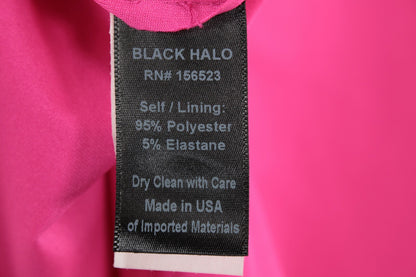 BLACK HALO
RN# 156523
Self / Lining:
95% Polyester
5% Elastane
Dry Clean with Care
Made in USA
of Imported Materials